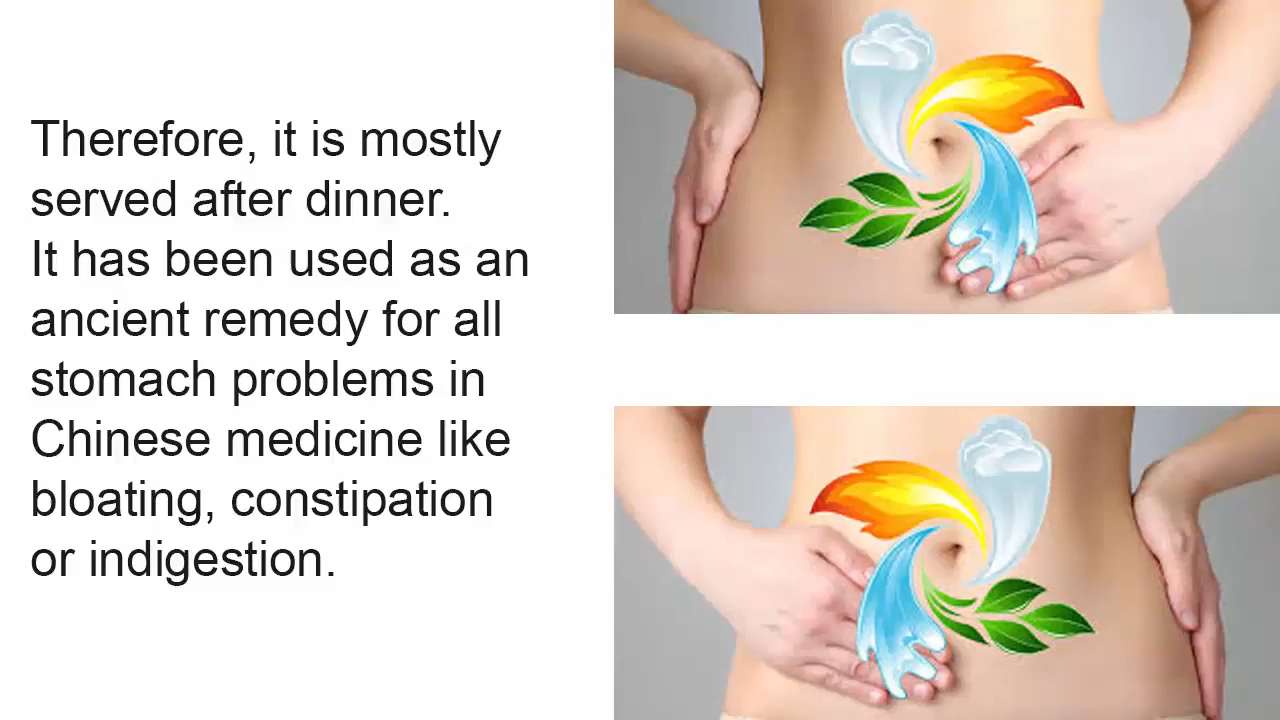 Therefore, it is mostly
served after dinner.
It has been used as an
ancient remedy for all
stomach problems in
Chinese medicine like
bloating, constipation
or indigestion.